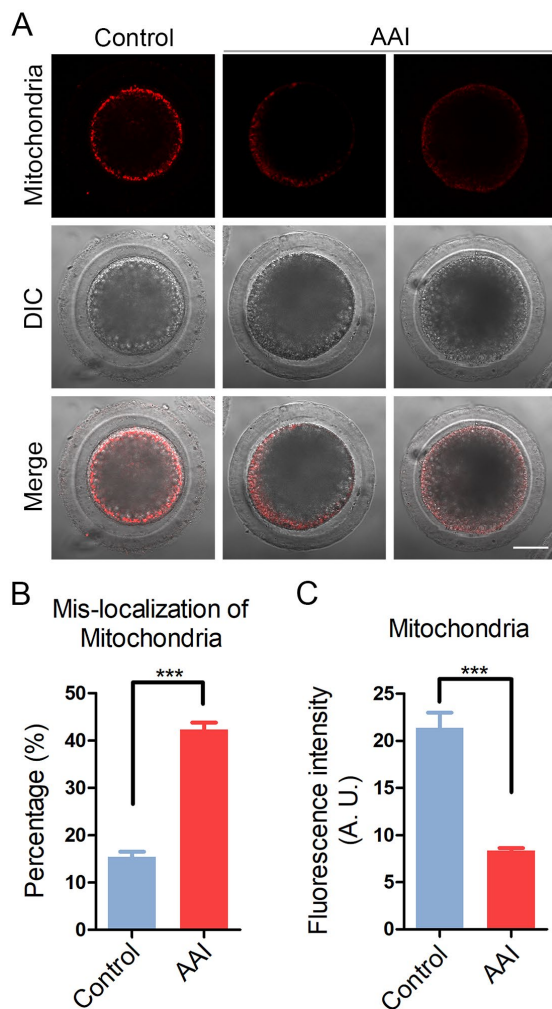 A
Control
AAI
Mitochondria
DIC
Merge
B
Mis-localization of
Mitochondria
***
Percentage (%)
50
40
30
20
10
0
Control
AAI
C
Mitochondria
***
Fluorescence intensity
(A. U.)
25
20
15
10
5
0
Control
AAI